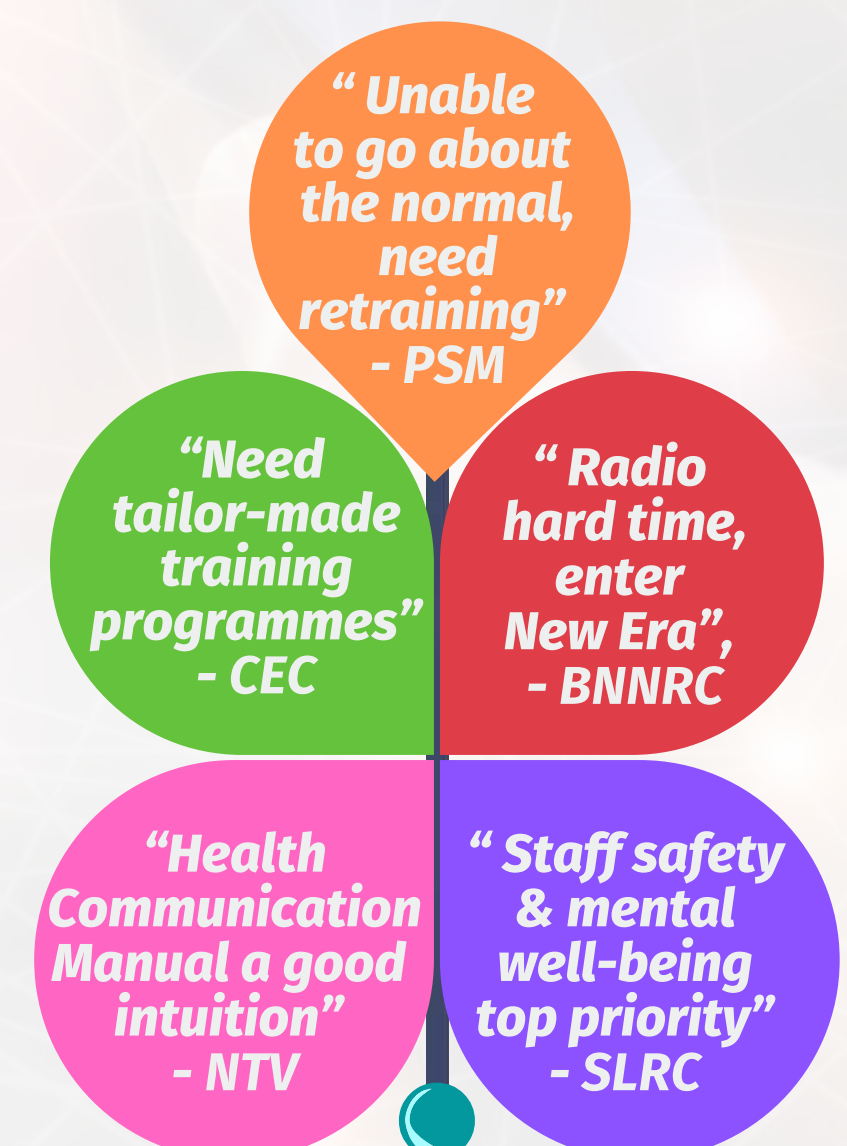 “ Unable
to go about
the normal,
need
retraining”
- PSM
“Need
tailor-made
training
programmes”
- CEC
“ Radio
hard time,
enter
New Era”,
- BNNRC
“Health
Communication
Manual a good
intuition”
- NTV
“ Staff safety
& mental
well-being
top priority”
- SLRC